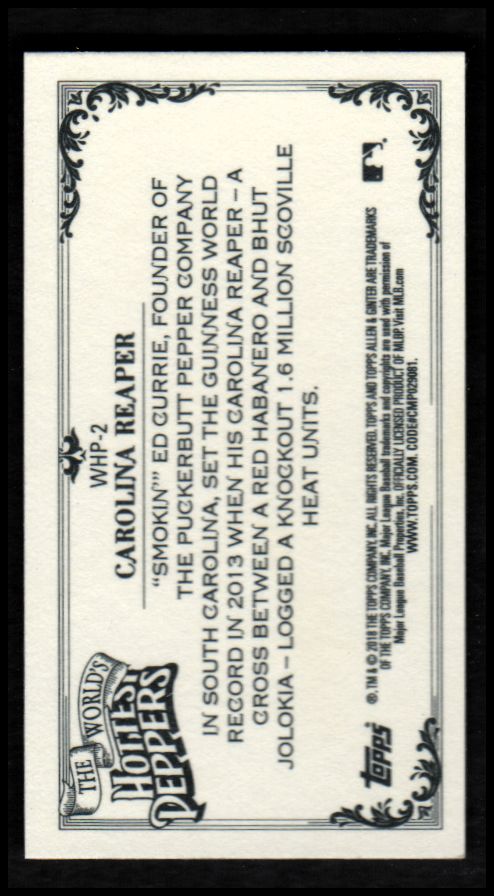 THE WORLD'S
HOTTEST
PEPPERS
WHP-2
CAROLINA REAPER
“SMOKIN’” ED CURRIE, FOUNDER OF
THE PUCKERBUTT PEPPER COMPANY
IN SOUTH CAROLINA, SET THE GUINNESS WORLD
RECORD IN 2013 WHEN HIS CAROLINA REAPER – A
CROSS BETWEEN A RED HABANERO AND BHUT
JOLOKIA – LOGGED A KNOCKOUT 1.6 MILLION SCOVILLE
HEAT UNITS.
topps
®, TM & © 2018 THE TOPPS COMPANY, INC. ALL RIGHTS RESERVED. TOPPS AND TOPPS ALLEN & GINTER ARE TRADEMARKS
OF THE TOPPS COMPANY, INC. Major League Baseball trademarks and copyrights are used with permission of
Major League Baseball Properties, Inc. OFFICIALLY LICENSED PRODUCT OF MLBP. Visit MLB.com
WWW.TOPPS.COM. CODE#CMP029081.